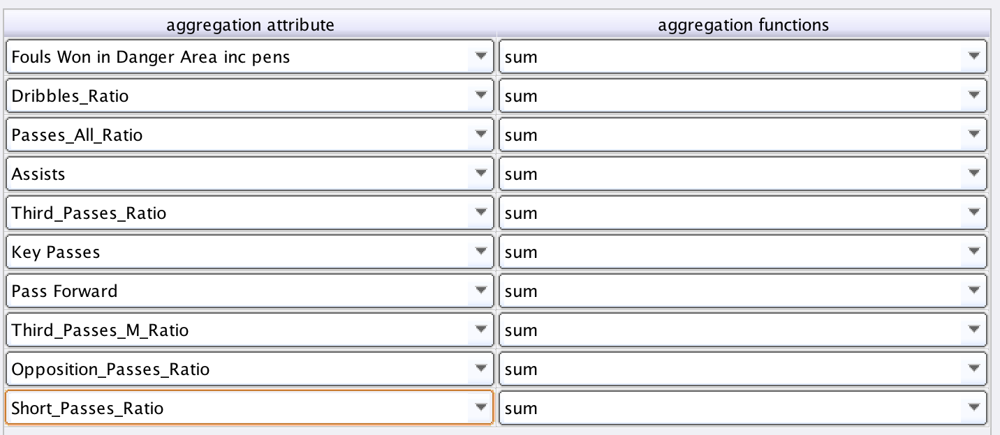 aggregation attribute aggregation functions
Fouls Won in Danger Area inc pens sum
Dribbles_Ratio sum
Passes_All_Ratio sum
Assists sum
Third_Passes_Ratio sum
Key Passes sum
Pass Forward sum
Third_Passes_M_Ratio sum
Opposition_Passes_Ratio sum
Short_Passes_Ratio sum